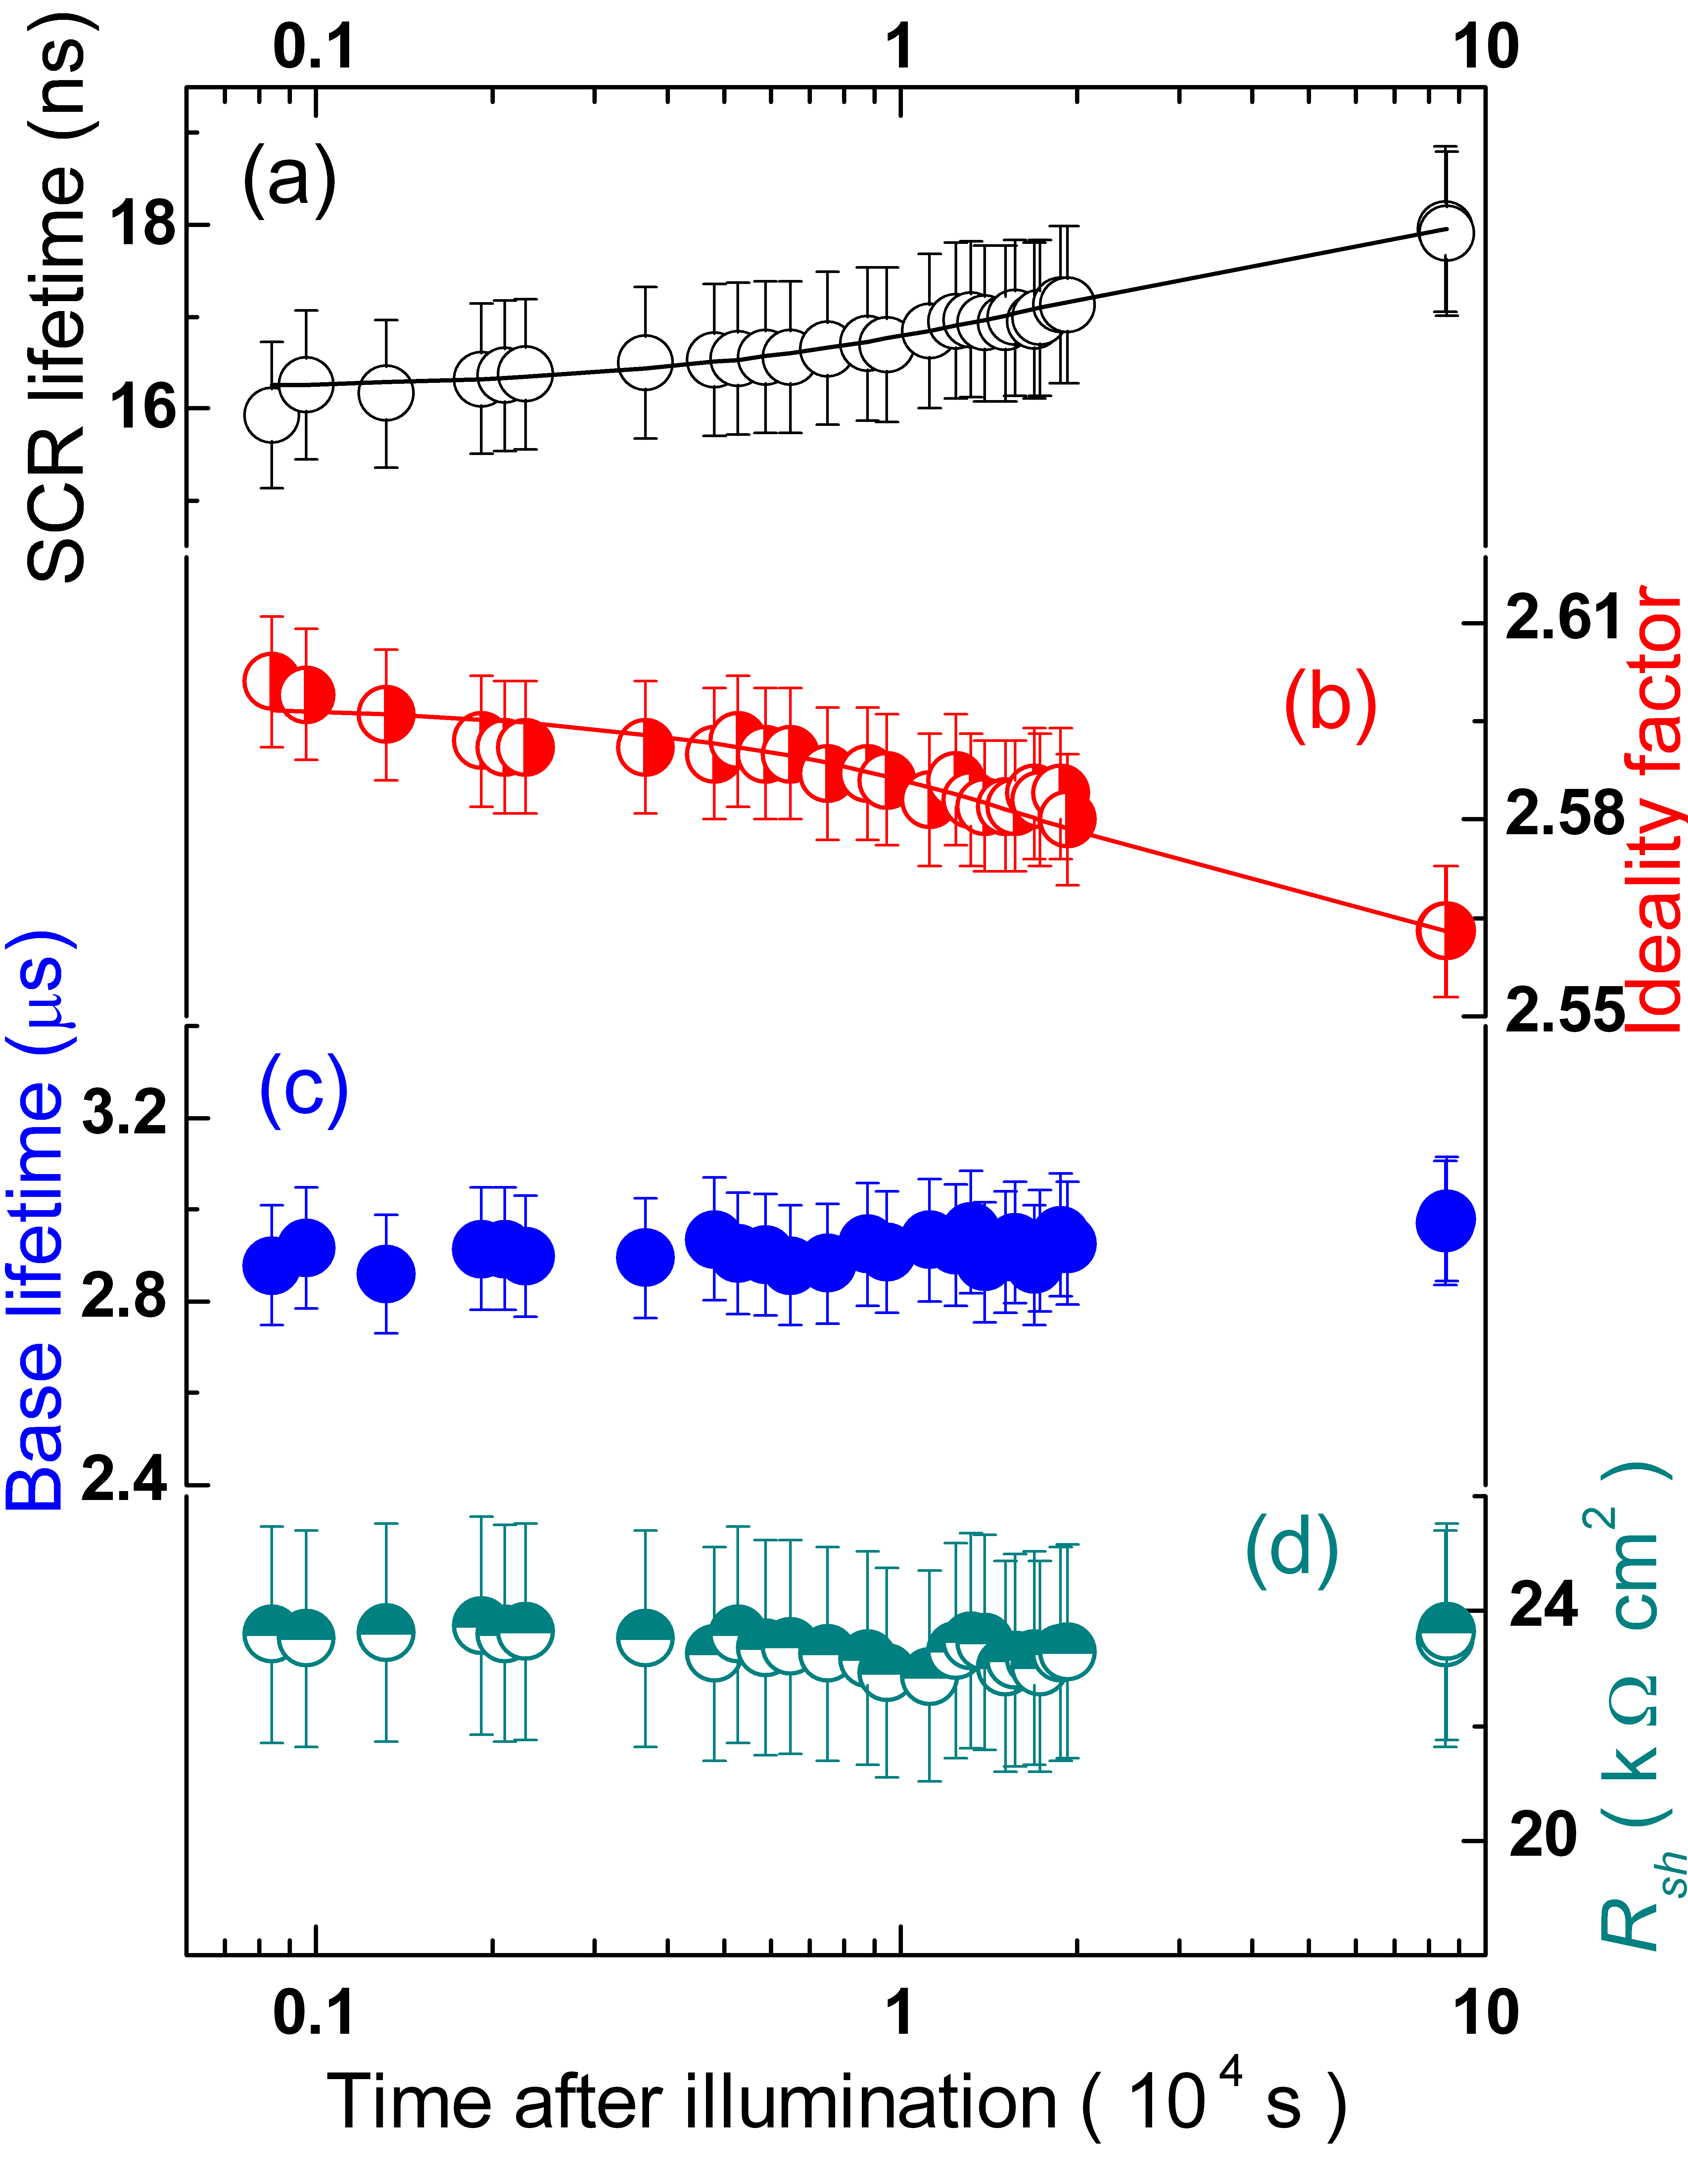 0.1 1 10
SCR lifetime (ns)
(a)
18
16
2.61
(b)
2.58
2.55
Ideality factor
Base lifetime (μs)
(c)
3.2
2.8
2.4
(d)
24
20
R sh ( k Ω cm 2 )
0.1 1 10
Time after illumination ( 10 4 s )